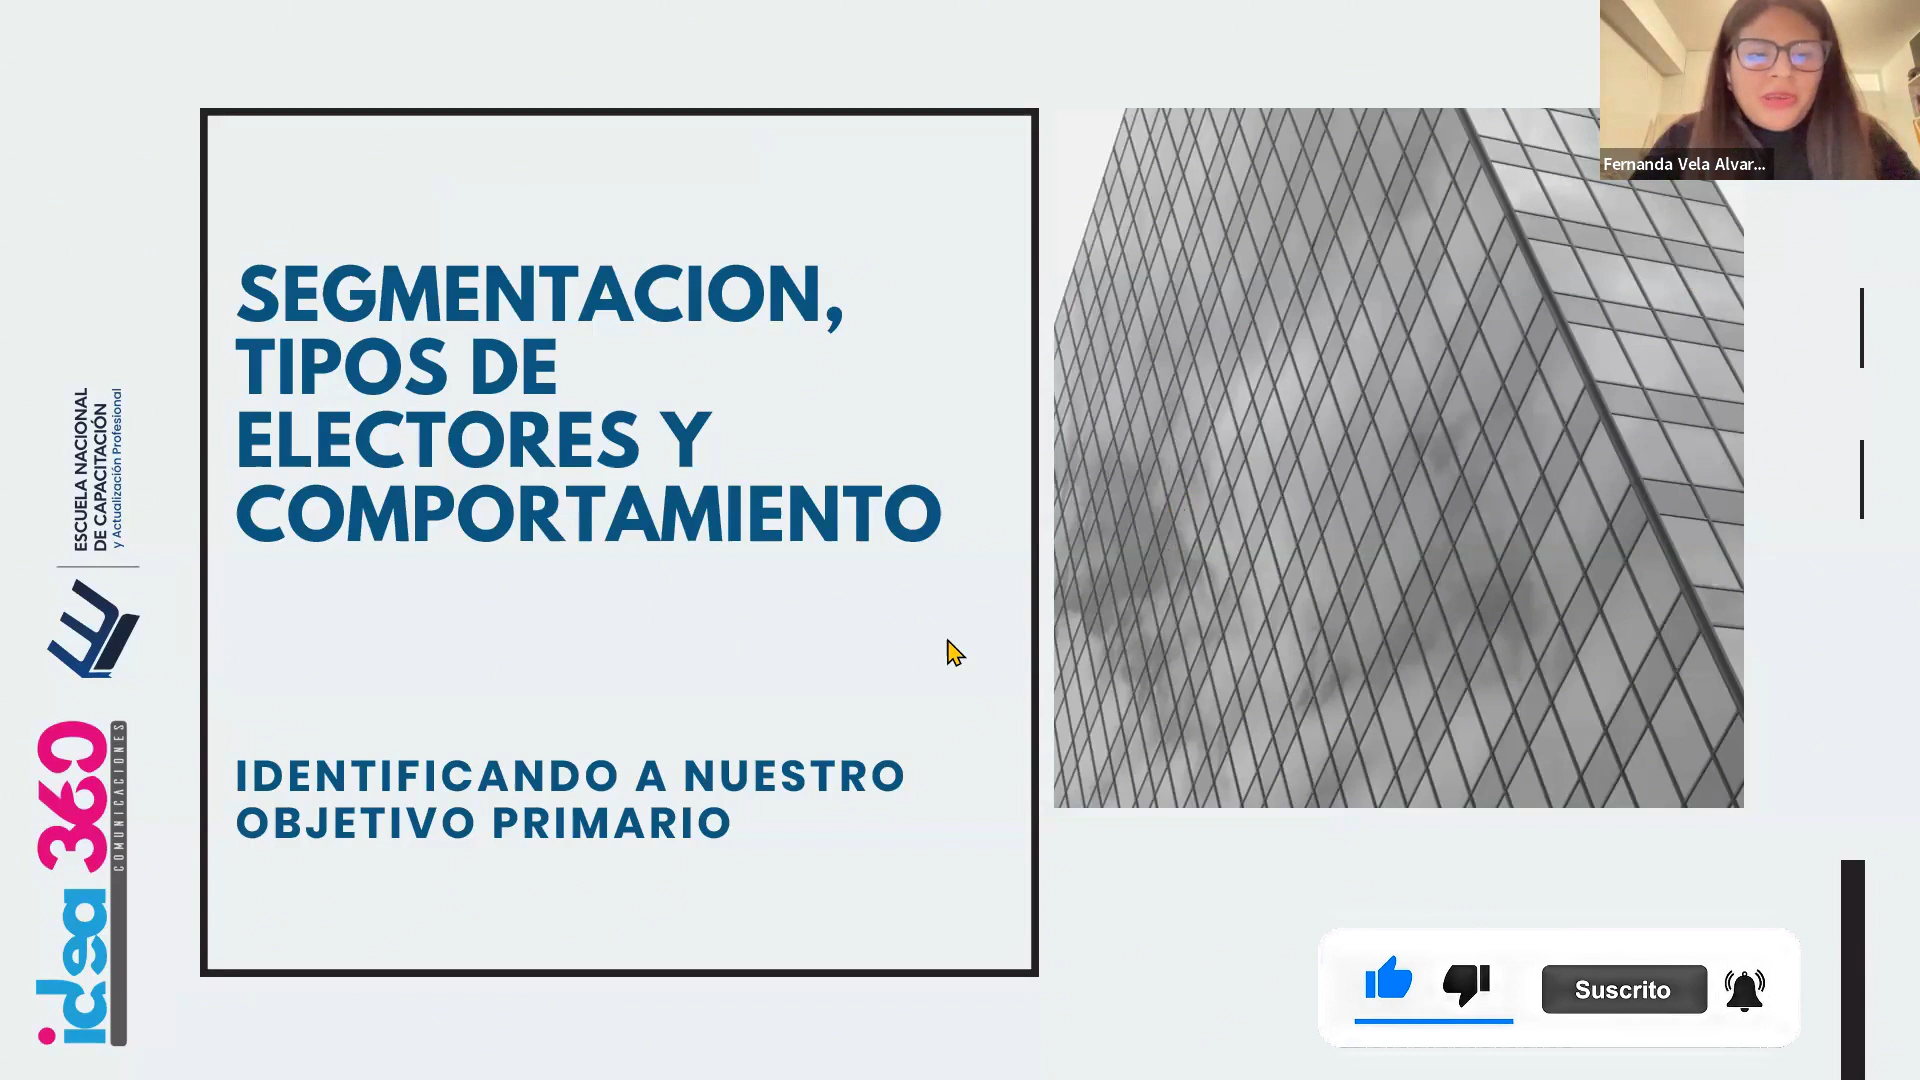 Fernanda Vela Alvar...
SEGMENTACION,
TIPOS DE
ELECTORES Y
COMPORTAMIENTO
IDENTIFICANDO A NUESTRO
OBJETIVO PRIMARIO
ESCUELA NACIONAL
DE CAPACITACIÓN
y Actualización Profesional
idea 360
COMUNICACIONES
Suscrito